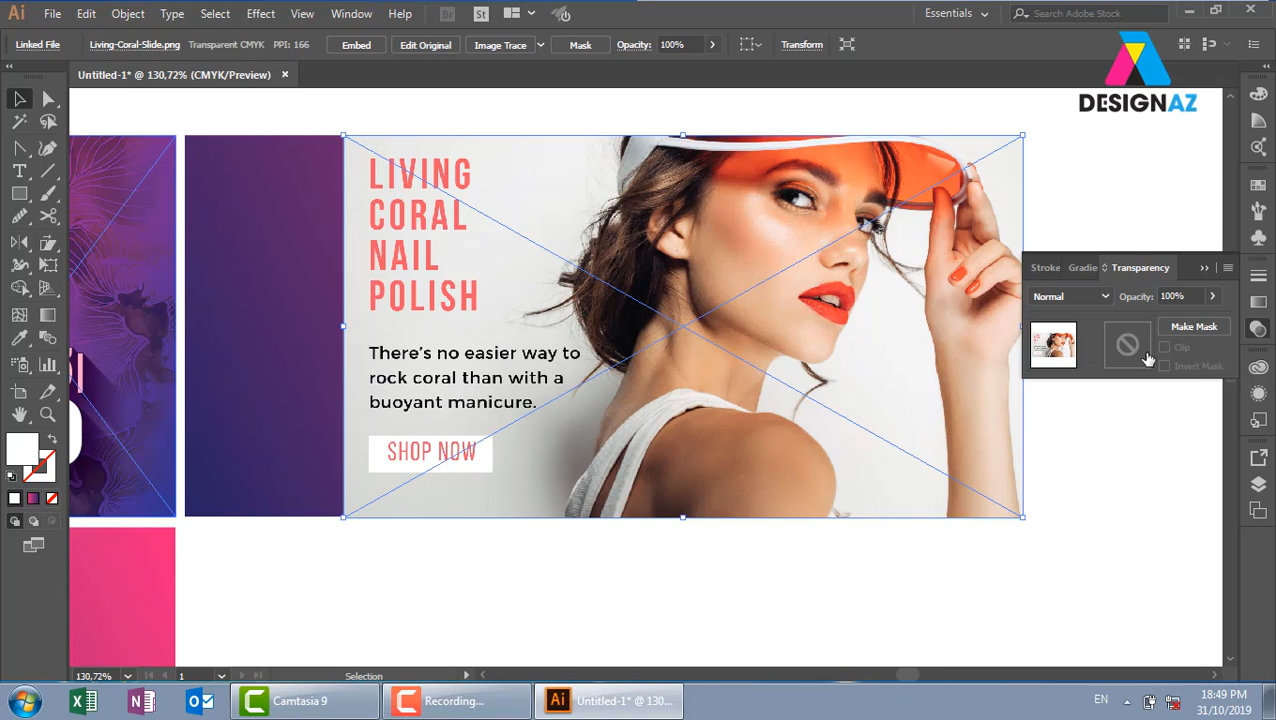 File Edit Object Type Select Effect View Window Help
Br
St
Essentials
Search Adobe Stock
Linked File
Living-Coral-Slide.png
Transparent CMYK
PPI: 166
Embed
Edit Original
Image Trace
Mask
Opacity: 100%
Transform
Untitled-1* @ 130,72% (CMYK/Preview)
DESIGNAZ
LIVING
CORAL
NAIL
POLISH
There's no easier way to
rock coral than with a
buoyant manicure.
SHOP NOW
Stroke
Gradie
Transparency
Normal
Opacity: 100%
Make Mask
Clip
Invert Mask
130,72%
1
Selection
Camtasia 9
Recording...
Ai
Untitled-1* @ 130...
EN
18:49 PM
31/10/2019